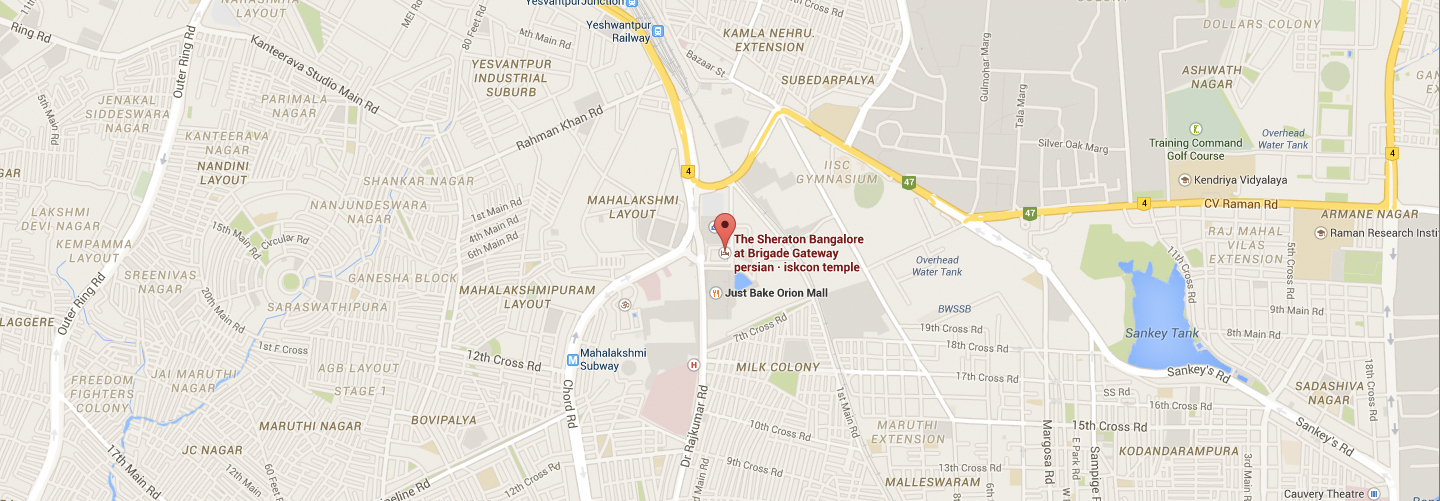 NARASIMHA
LAYOUT
YesvantpurJunction
Yeshwantpur
Railway
MEI Rd
80 Feet Rd
4th Main Rd
Ring Rd
Outer Ring Rd
Kanteerava Studio Main Rd
YESVANTPUR
INDUSTRIAL
SUBURB
5th Main Rd
JENAKAL
SIDDESWARA
NAGAR
PARIMALA
NAGAR
KANTEERAVA
NAGAR
NANDINI
LAYOUT
Rahman Khan Rd
SHANKAR NAGAR
NANJUNDESWARA
NAGAR
LAKSHMI
DEVI NAGAR
KEMPAMMA
LAYOUT
15th Main Rd
Cvcular Rd
1st Main Rd
4th Main Rd
6th Main Rd
MAHALAKSHMI
LAYOUT
SREENIVAS
NAGAR
GANESHA BLOCK
SARASWATHIPURA
MAHALAKSHMIPURAM
LAYOUT
20th Main Rd
LAGGERE
Outer Ring Rd
1st F Cross
12th Cross Rd
Mahalakshmi
Subway
FREEDOM
FIGHTERS
COLONY
JAI MARUTHI
NAGAR
AGB LAYOUT
STAGE 1
BOVIPALYA
MARUTHI NAGAR
JC NAGAR
Chord Rd
17th Main Rd
12th Main Rd
60 Feet Rd
peline Rd
12th Cross Rd
Dr Rajkumar Rd
KAMLA NEHRU.
EXTENSION
Bazaar St
SUBEDARPALYA
4
IISC
GYMNASIUM
47
The Sheraton Bangalore
at Brigade Gateway
persian · iskcon temple
Just Bake Orion Mall
7th Cross Rd
MILK COLONY
1st Main Rd
10th Cross Rd
9th Cross Rd
Main Rd
Overhead
Water Tank
BWSSB
19th Cross Rd
18th Cross Rd
17th Cross Rd
MARUTHI
EXTENSION
13th Cross Rd
MALLESWARAM
Margosa Rd
E Park Rd
Sampige
15th Cross Rd
16th Cross Rd
SS Rd
KODANDARAMPURA
3rd Main
Gulmohar Marg
Tala Marg
Silver Oak Marg
DOLLARS COLONY
ASHWATH
NAGAR
Training Command
Golf Course
Overhead
Water Tank
Kendriya Vidyalaya
4
47
4
CV Raman Rd
ARMANE NAGAR
Raman Research Insti
RAJ MAHAL
VILAS
EXTENSION
5th Cross Rd
11th Cross Rd
9th Main Rd
8th Main Rd
18th Cross Rd
Sankey Tank
Sankey's Rd
SADASHIVA
NAGAR
Sankey's Rd
Cauvery Theatre